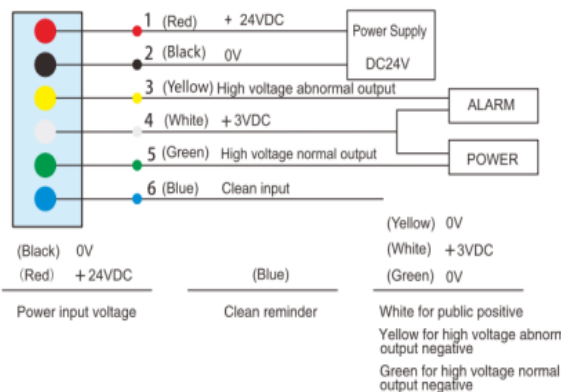 1 (Red) + 24VDC
Power Supply
DC24V
2 (Black) 0V
3 (Yellow) High voltage abnormal output
ALARM
4 (White) +3VDC
5 (Green) High voltage normal output
POWER
6 (Blue) Clean input
(Black) 0V
(Red) +24VDC
Power input voltage
(Blue)
Clean reminder
(Yellow) 0V
(White) +3VDC
(Green) 0V
White for public positive
Yellow for high voltage abnorm
output negative
Green for high voltage normal
output negative